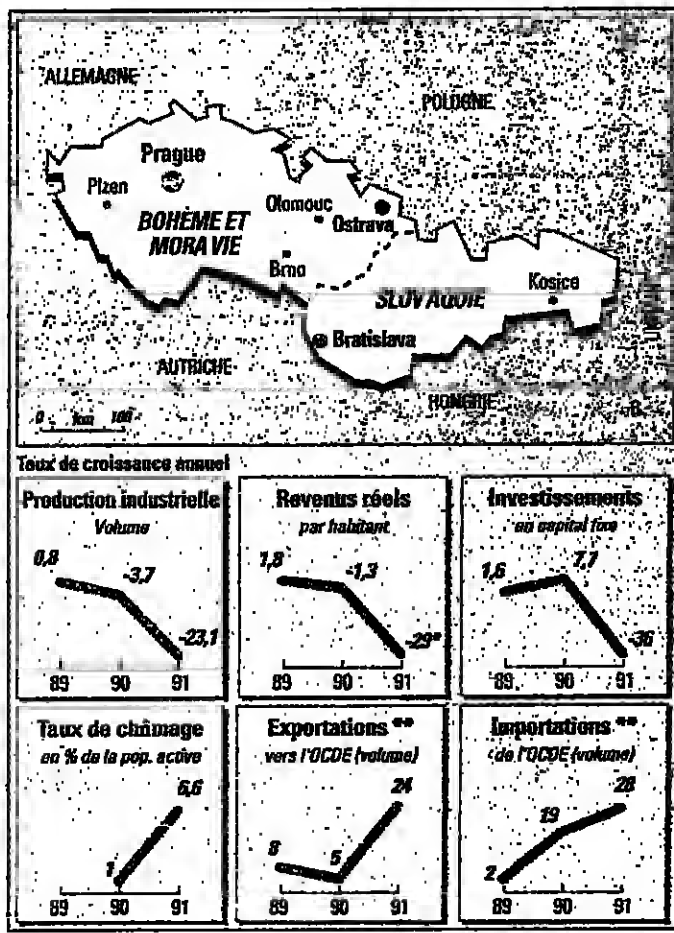 ALLEMAGNE
POLOGNE
Prague
Plzen
Olomouc
Ostrava
BOHÊME ET
MORAVIE
Brno
SLOVAQUIE
Kosice
Bratislava
AUTRICHE
HONGRIE
0 km 100
Taux de croissance annuel
Production industrielle
Volume
0,8
-3,7
-23,1
89 90 91
Revenus réels
par habitant
1,8
-1,3
-29*
89 90 91
Investissements
en capital fixe
1,6
7,7
-36
89 90 91
Taux de chômage
en % de la pop. active
1
6,6
89 90 91
Exportations **
vers l'OCDE (volume)
8
5
24
89 90 91
Importations **
de l'OCDE (volume)
2
19
28
89 90 91